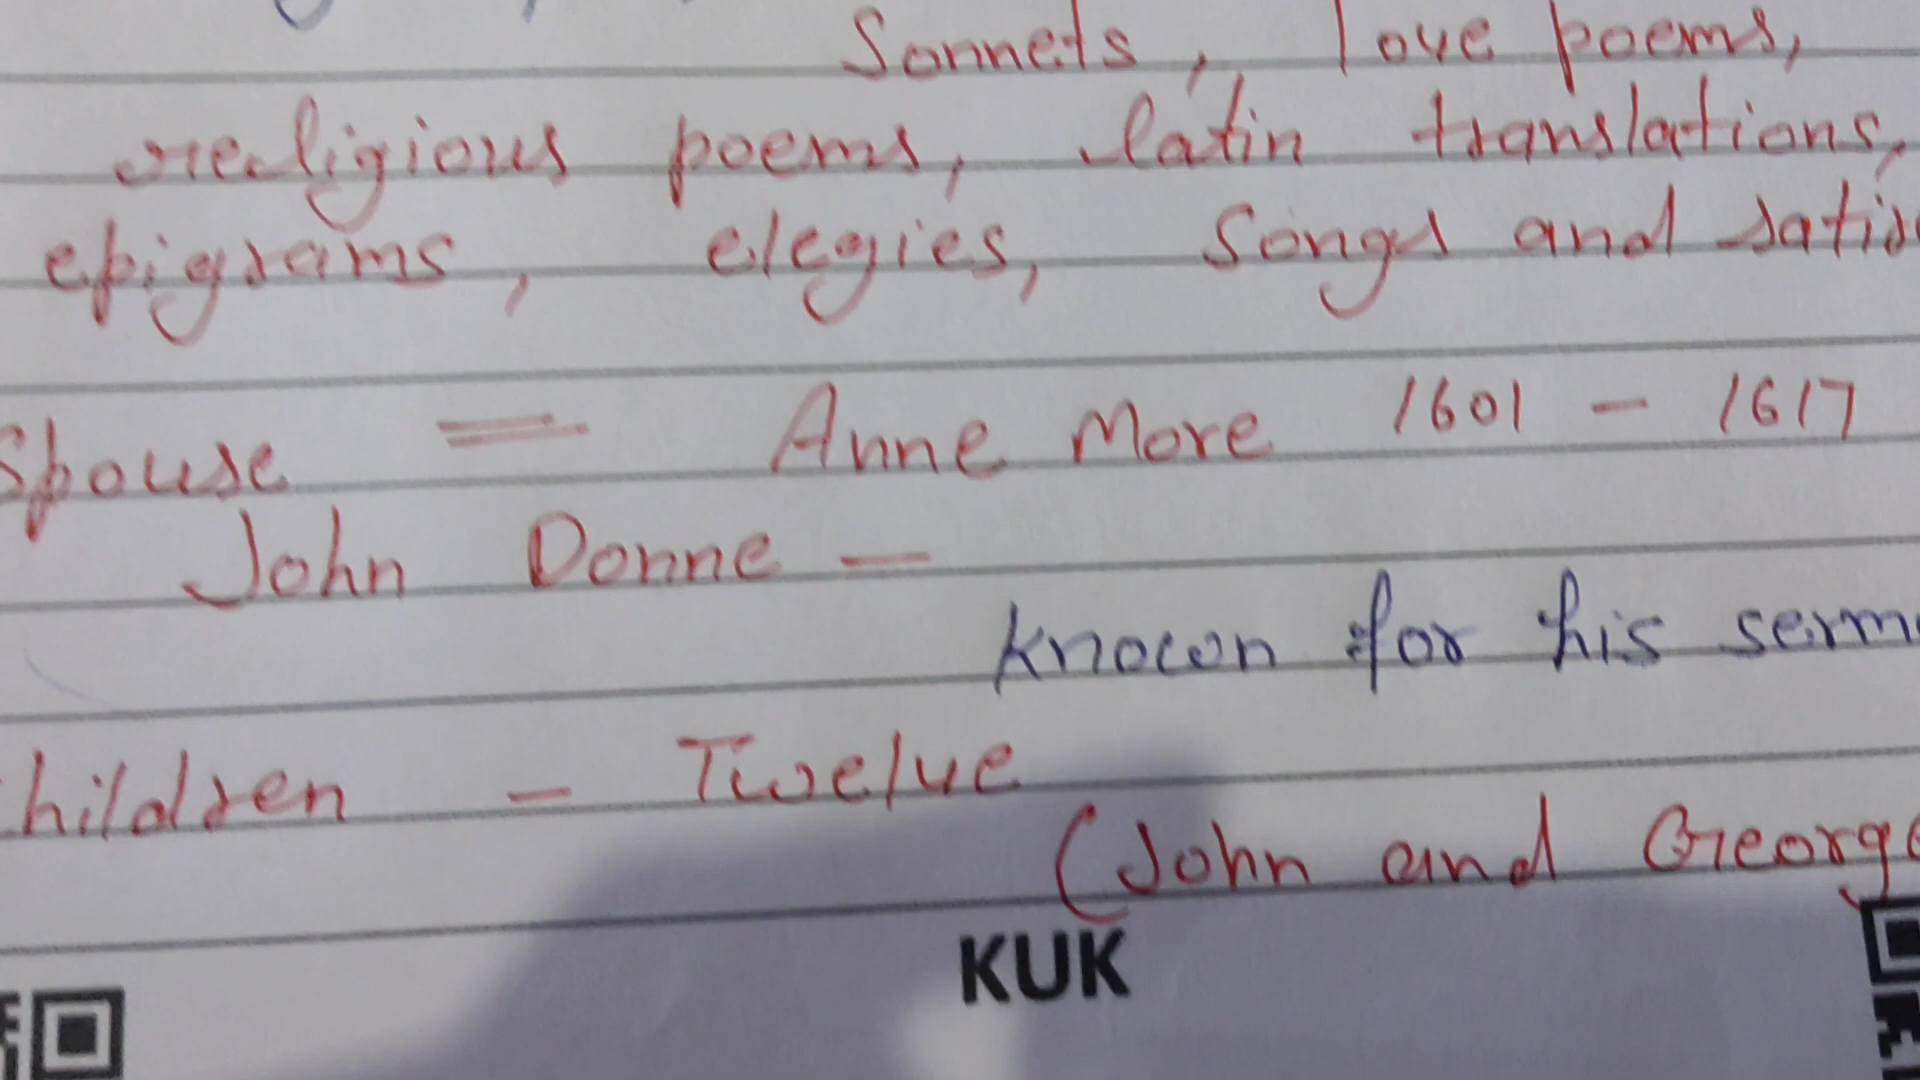 Sonnets, love poems,
religious poems, latin translations,
epigrams, elegies, Songs and
Spouse = Anne More 1601 - 1617
John Donne -
known for his
- Twelve
(John and
KUK